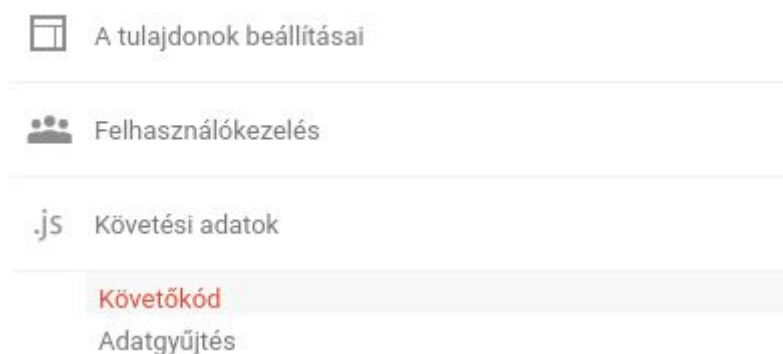 A tulajdonok beállításai
Felhasználókezelés
.js Követési adatok
Követőkód
Adatgyűjtés